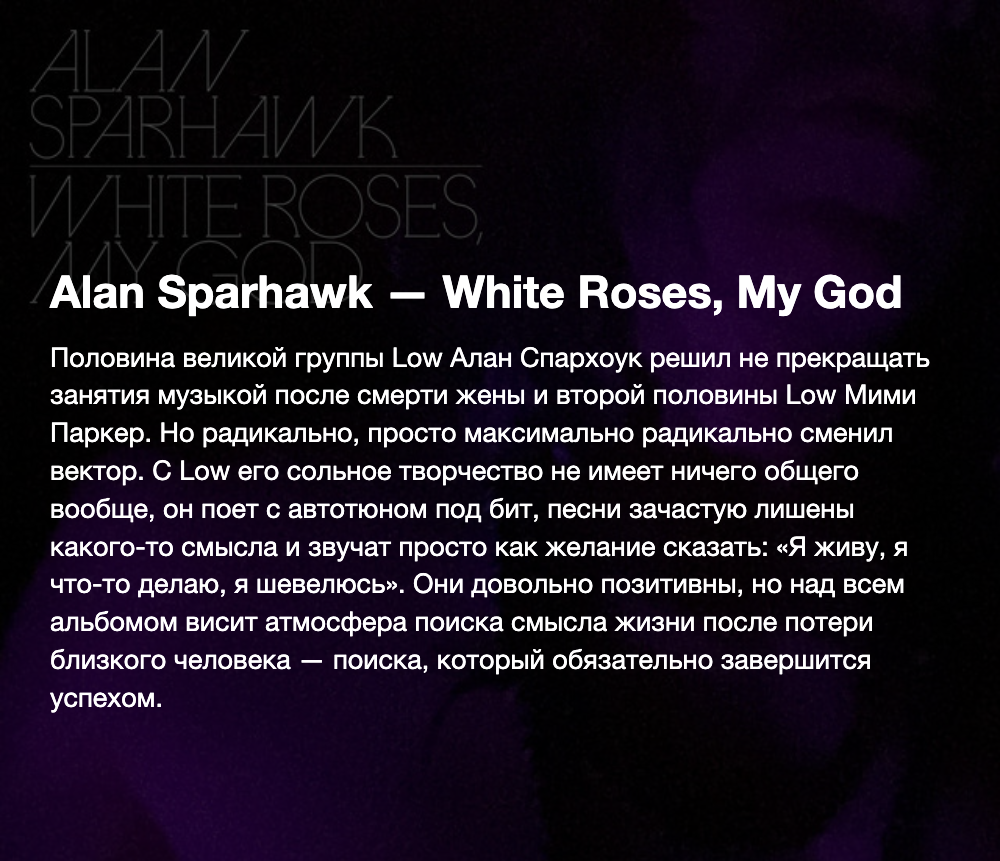 ALAN
SPARHAWK
WHITE ROSES,
MY GOD
Alan Sparhawk — White Roses, My God
Половина великой группы Low Алан Спархоук решил не прекращать
занятия музыкой после смерти жены и второй половины Low Мими
Паркер. Но радикально, просто максимально радикально сменил
вектор. С Low его сольное творчество не имеет ничего общего
вообще, он поет с автотюном под бит, песни зачастую лишены
какого-то смысла и звучат просто как желание сказать: «Я живу, я
что-то делаю, я шевелюсь». Они довольно позитивны, но над всем
альбомом висит атмосфера поиска смысла жизни после потери
близкого человека — поиска, который обязательно завершится
успехом.